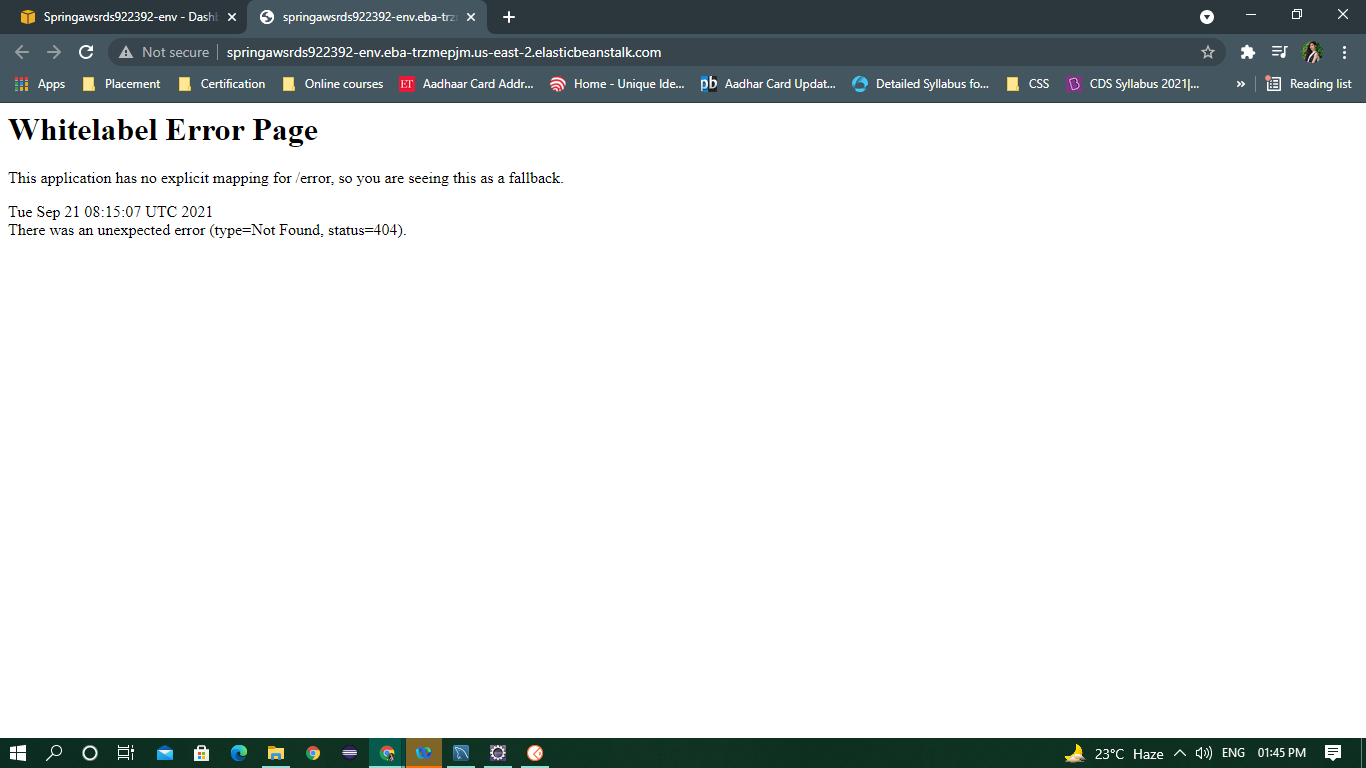 Springawsrds922392-env - Dash
springawsrds922392-env.eba-trz
Not secure
springawsrds922392-env.eba-trzmepjm.us-east-2.elasticbeanstalk.com
Apps
Placement
Certification
Online courses
ET
Aadhaar Card Addr...
Home - Unique Ide...
pb
Aadhar Card Updat...
Detailed Syllabus fo...
CSS
CDS Syllabus 2021|...
»
Reading list
Whitelabel Error Page
This application has no explicit mapping for /error, so you are seeing this as a fallback.
Tue Sep 21 08:15:07 UTC 2021
There was an unexpected error (type=Not Found, status=404).
23°C Haze
ENG
01:45 PM